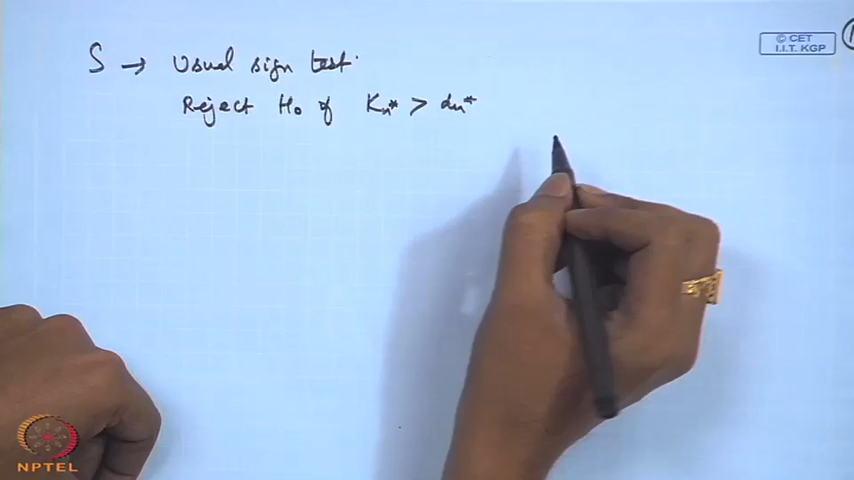 S → Usual sign test.
Reject H₀ if Kₙ* > dₙ*
© CET
I.I.T. KGP
NPTEL